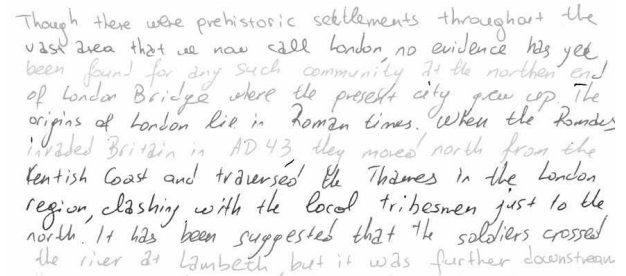 Though there were prehistoric settlements throughout the
vast area that we now call London, no evidence has yet
been found for any such community at the northen end
of London Bridge where the present city grew up. The
origins of London lie in Roman times. When the Romans
invaded Britain in AD 43, they moved north from the
Kentish Coast and traversed the Thames in the London
region, clashing with the local tribesmen just to the
north. It has been suggested that the soldiers crossed
the river at Lambeth, but it was further downstream